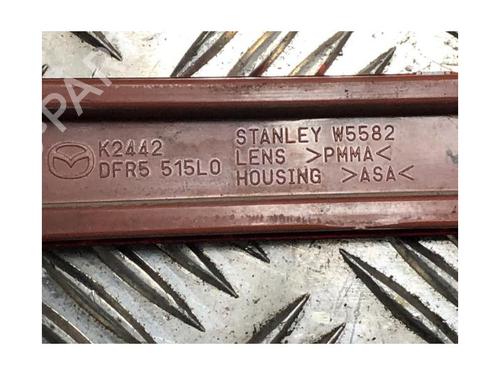 K2442
DFR5 515L0
STANLEY W5582
LENS >PMMA<
HOUSING >ASA<